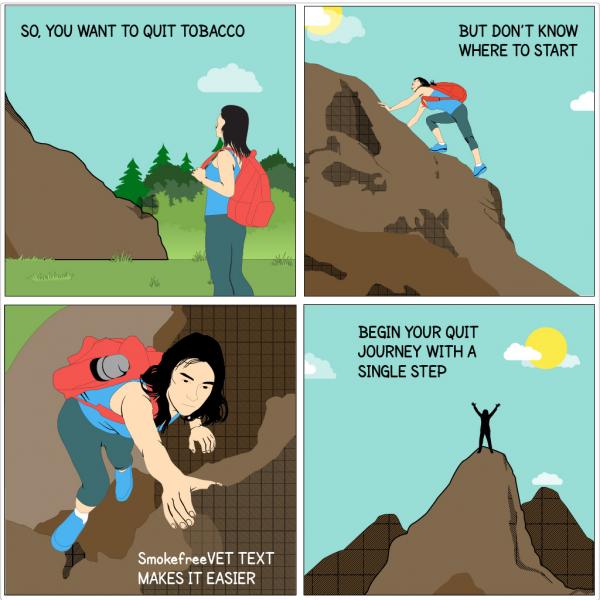 SO, YOU WANT TO QUIT TOBACCO
BUT DON'T KNOW
WHERE TO START
SmokefreeVET TEXT
MAKES IT EASIER
BEGIN YOUR QUIT
JOURNEY WITH A
SINGLE STEP